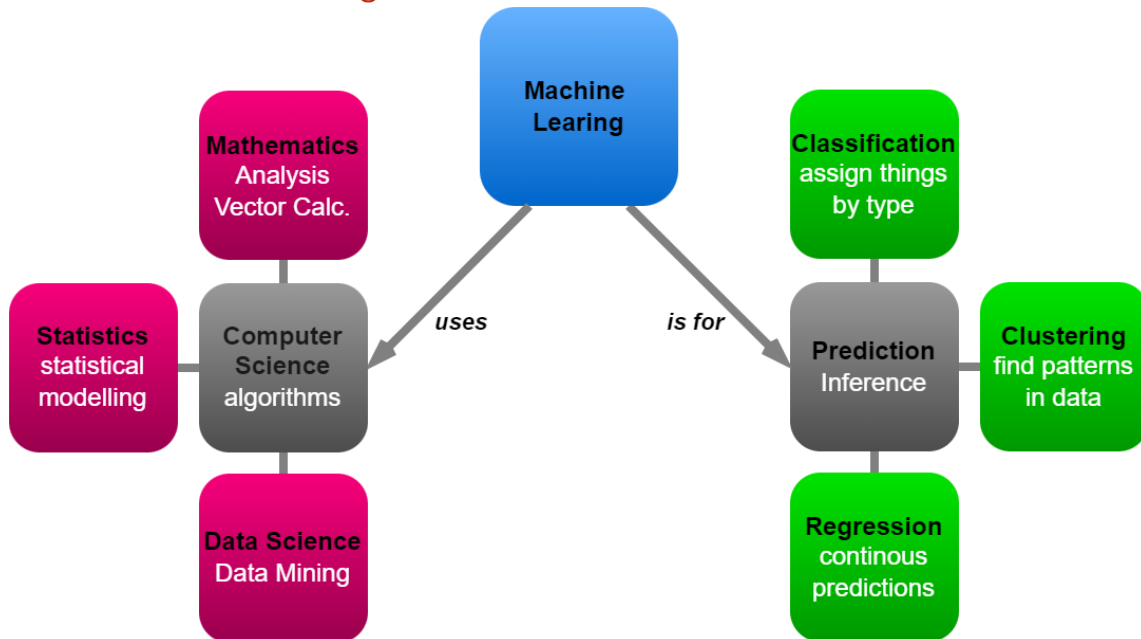 Machine
Learing
Mathematics
Analysis
Vector Calc.
Classification
assign things
by type
Statistics
statistical
modelling
Computer
Science
algorithms
uses
is for
Prediction
Inference
Clustering
find patterns
in data
Data Science
Data Mining
Regression
continous
predictions